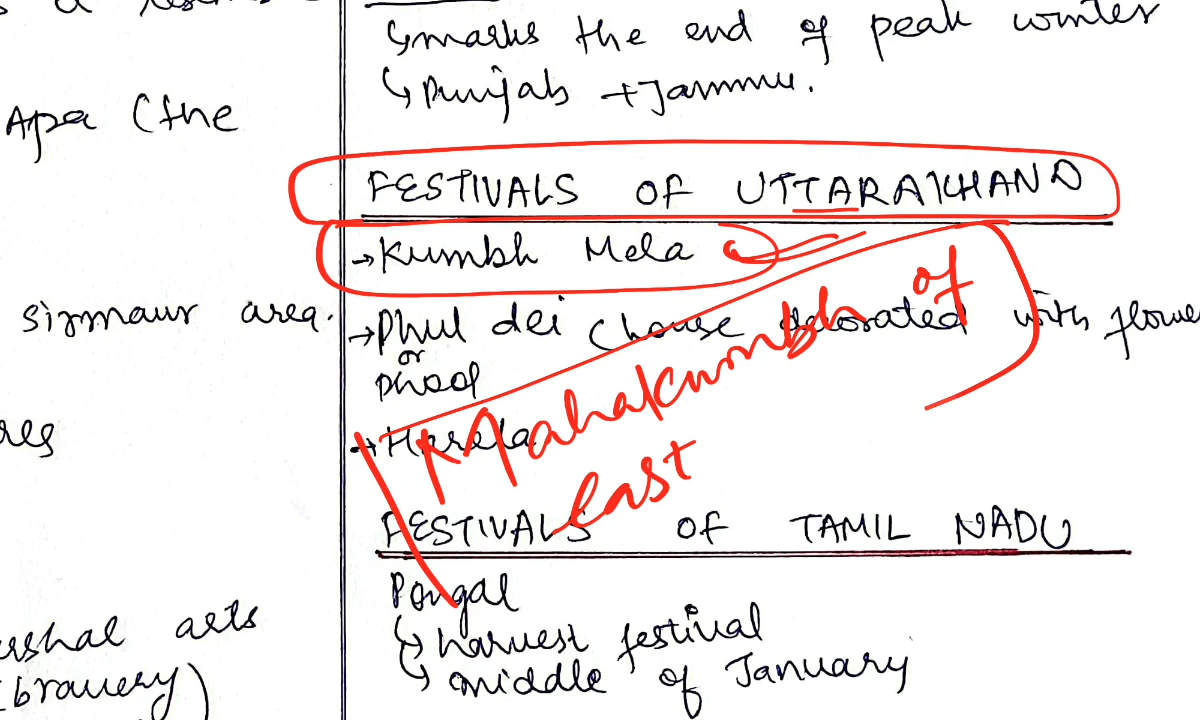 Apa (the
sirmaur area.
arts
bravery)
↳marks the end of peak winter
↳Punjab + Jammu.
FESTIVALS OF UTTARAKHAND
→Kumbh Mela
→Phul dei (house decorated with flowe
or
phool
→Harela
Mahakumbh of
East
FESTIVALS OF TAMIL NADU
Pongal
↳harvest festival
↳middle of January